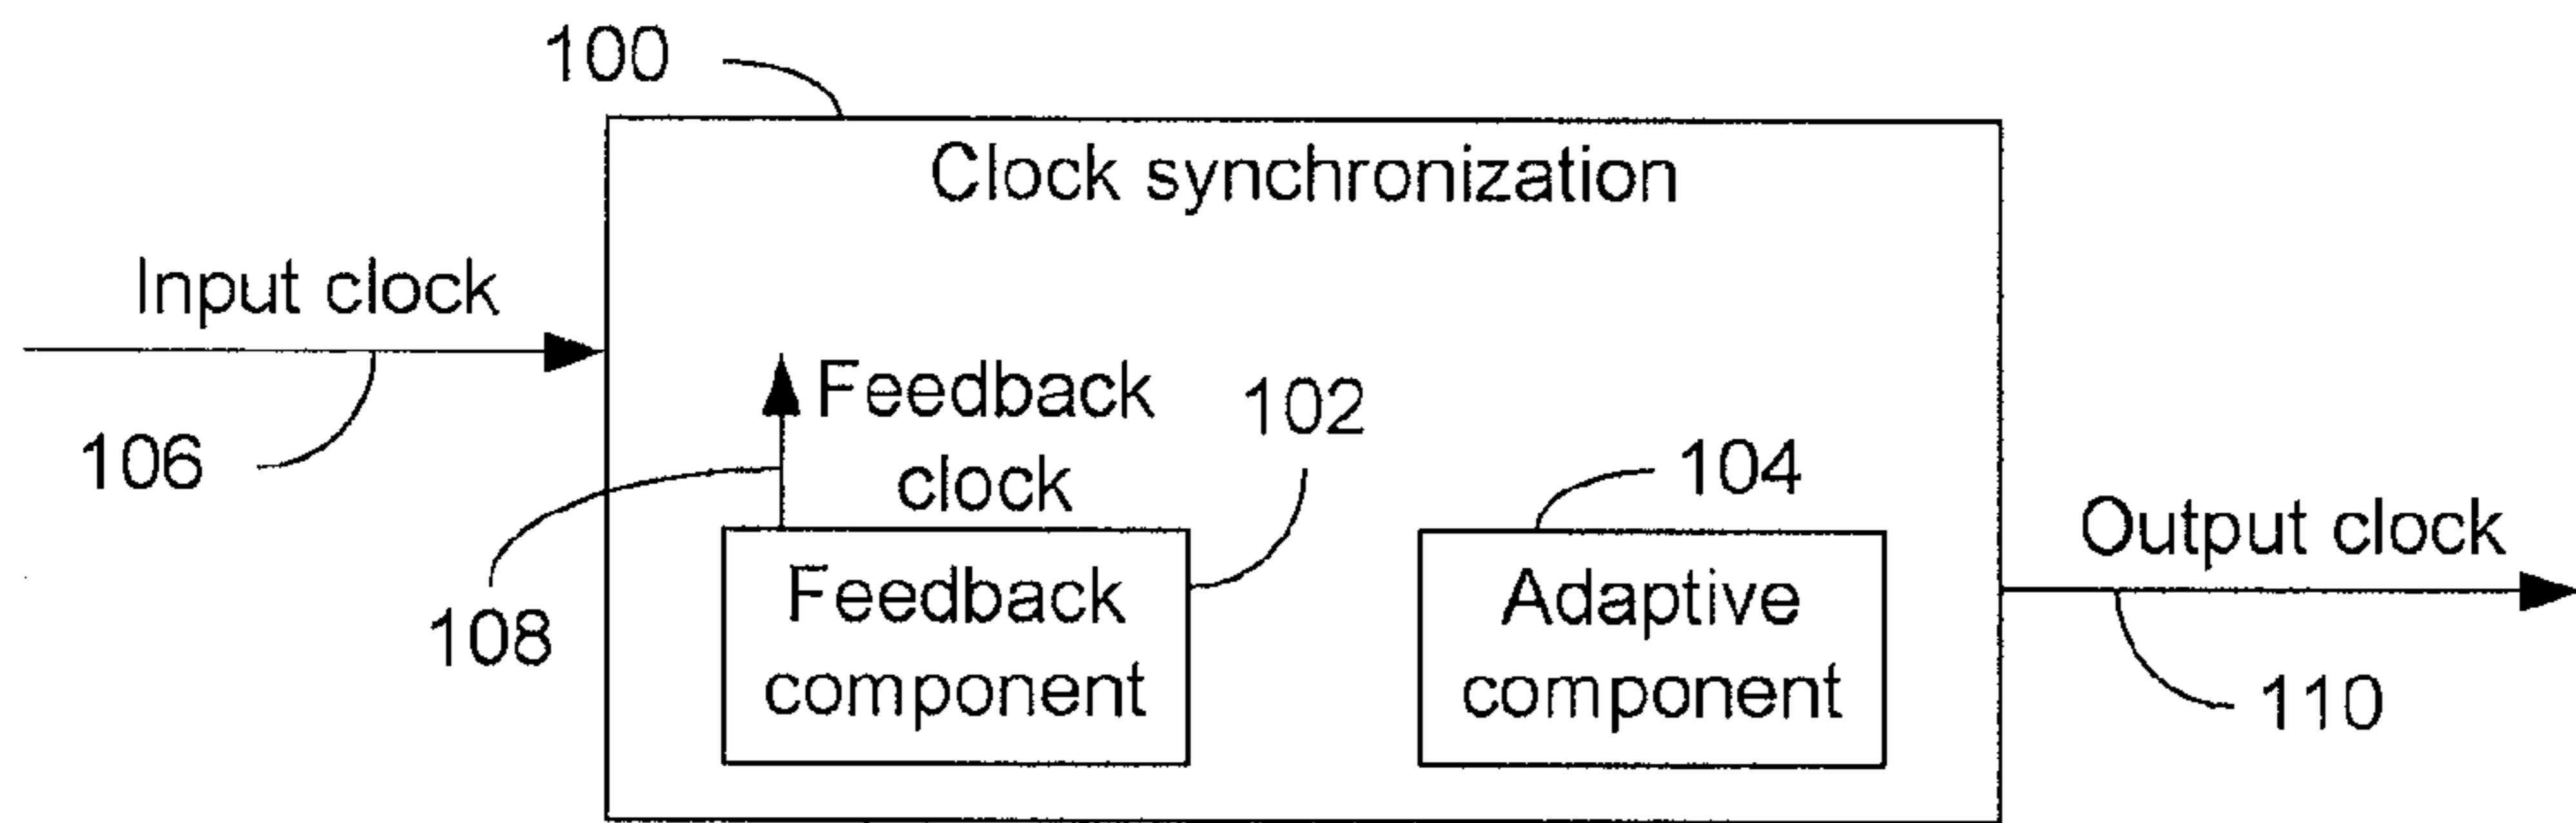 100
Clock synchronization
Input clock
106
Feedback
clock
102
108
Feedback
component
104
Adaptive
component
Output clock
110